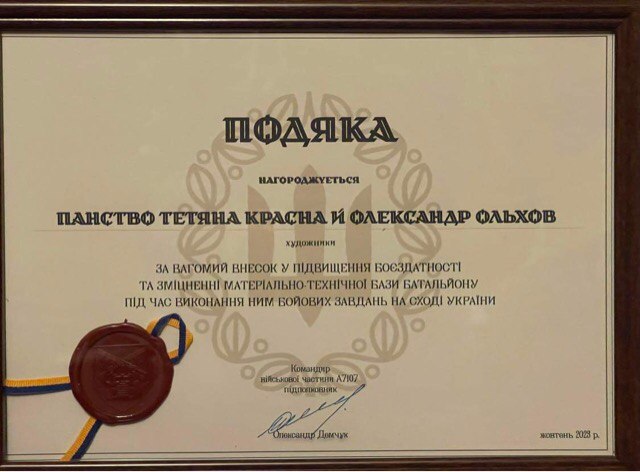 ПОДЯКА
НАГОРОДЖУЄТЬСЯ
ПАНСТВО ТЕТЯНА КРАСНА Й ОЛЕКСАНДР ОЛЬХОВ
художники
ЗА ВАГОМИЙ ВНЕСОК У ПІДВИЩЕННЯ БОЄЗДАТНОСТІ
ТА ЗМІЦНЕННІ МАТЕРІАЛЬНО-ТЕХНІЧНОЇ БАЗИ БАТАЛЬЙОНУ
ПІД ЧАС ВИКОНАННЯ НИМ БОЙОВИХ ЗАВДАНЬ НА СХОДІ УКРАЇНИ
Командир
військової частини А7107
підполковник
Олександр Демчук
жовтень 2023 р.